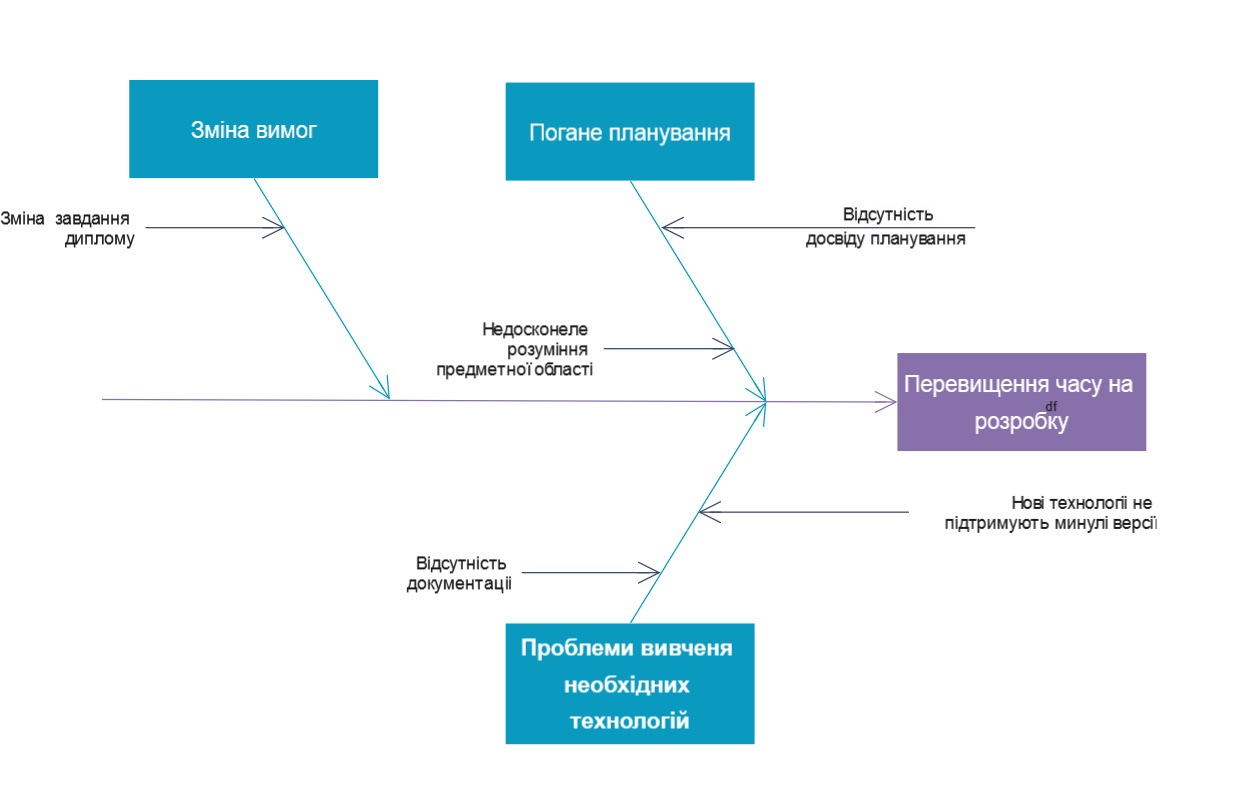 Зміна вимог
Погане планування
Зміна завдання
диплому
Відсутність
досвіду планування
Недосконеле
розуміння
предметної області
Перевищення часу на
df
розробку
Нові технології не
підтримують минулі версії
Відсутність
документації
Проблеми вивченя
необхідних
технологій